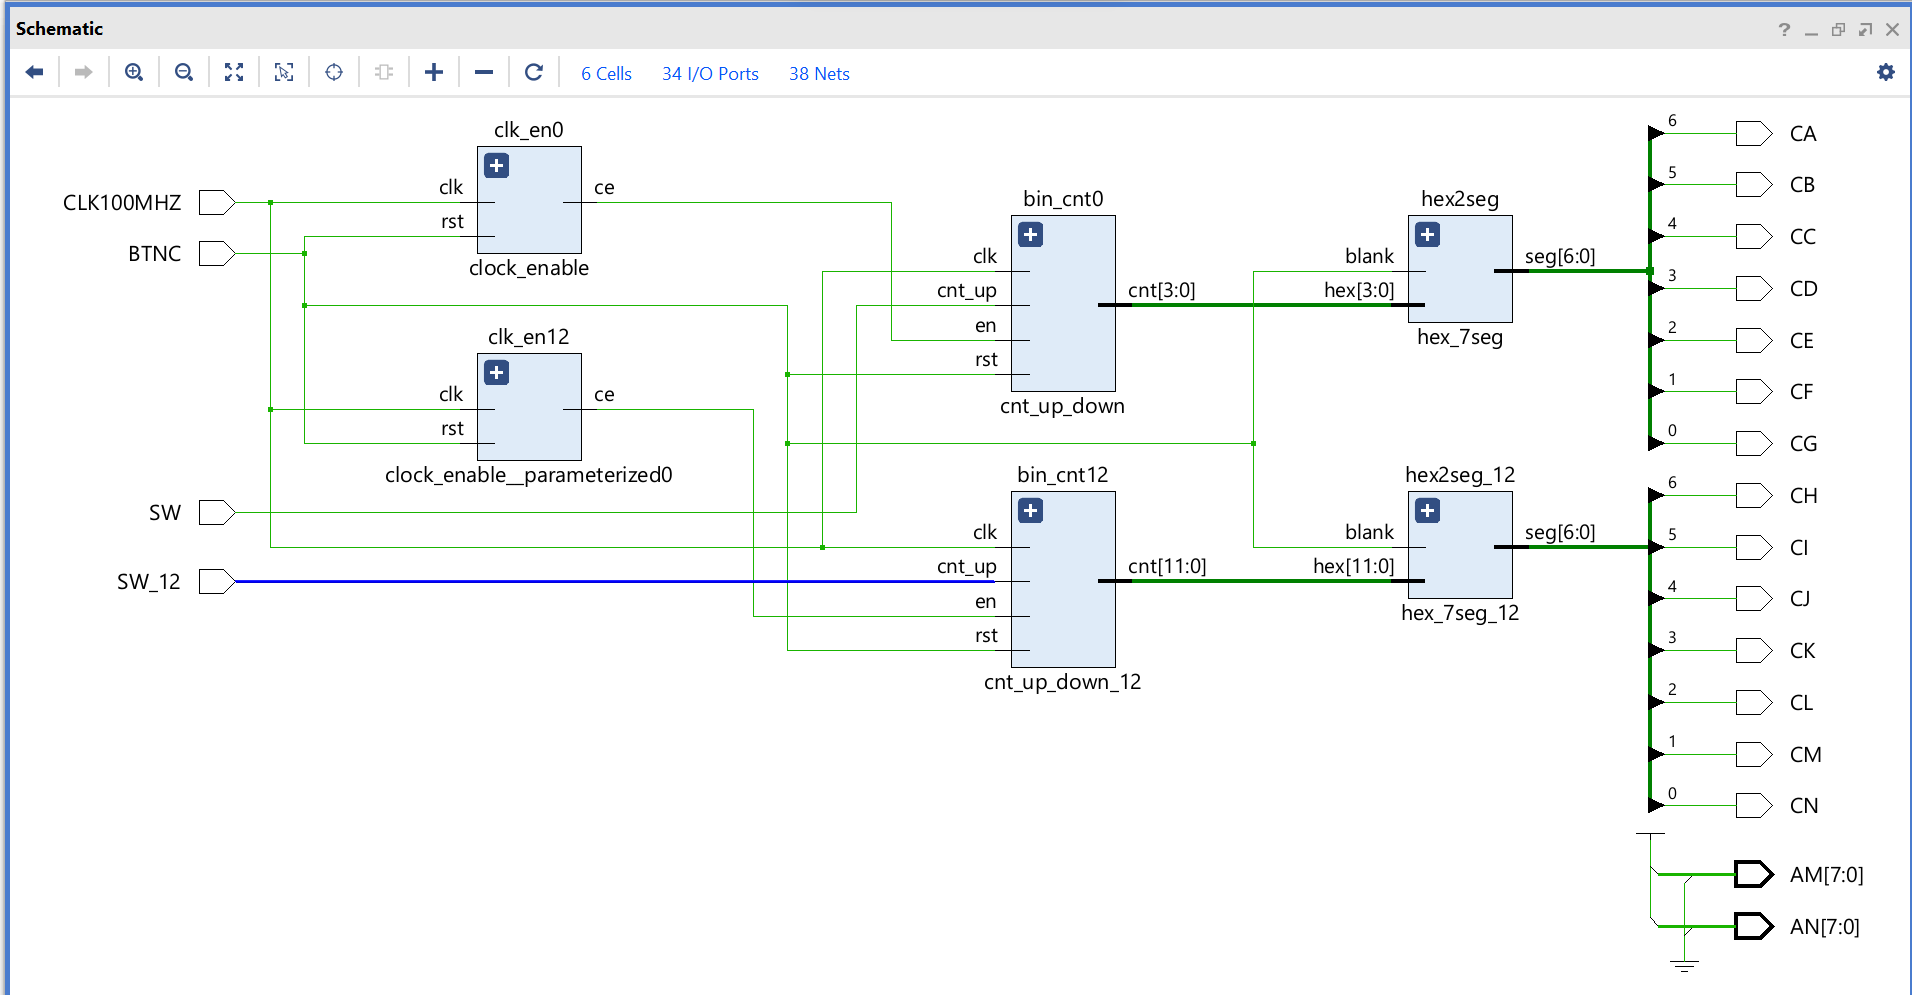 Schematic
6 Cells 34 I/O Ports 38 Nets
clk_en0
clk
rst
ce
clock_enable
CLK100MHZ
BTNC
clk_en12
clk
rst
ce
clock_enable__parameterized0
SW
SW_12
bin_cnt0
clk
cnt_up
en
rst
cnt[3:0]
cnt_up_down
bin_cnt12
clk
cnt_up
en
rst
cnt[11:0]
cnt_up_down_12
hex2seg
blank
hex[3:0]
seg[6:0]
hex_7seg
hex2seg_12
blank
hex[11:0]
seg[6:0]
hex_7seg_12
6 CA
5 CB
4 CC
3 CD
2 CE
1 CF
0 CG
6 CH
5 CI
4 CJ
3 CK
2 CL
1 CM
0 CN
AM[7:0]
AN[7:0]